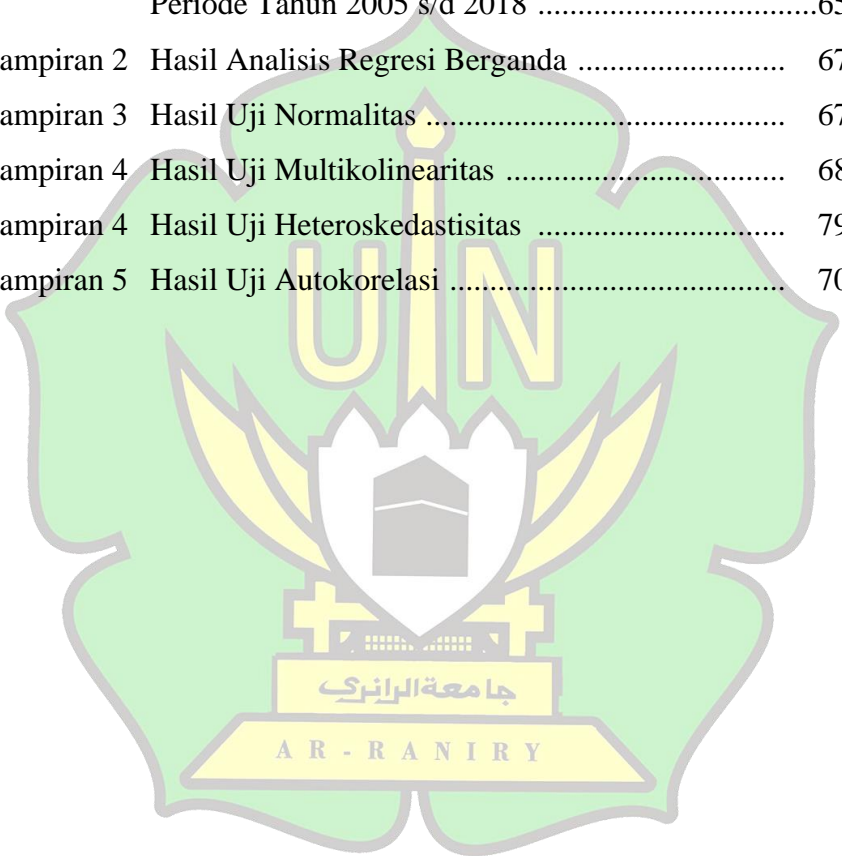 Periode Tahun 2005 s/d 2018 ......................................65
ampiran 2 Hasil Analisis Regresi Berganda .......................... 67
ampiran 3 Hasil Uji Normalitas ............................................. 67
ampiran 4 Hasil Uji Multikolinearitas ................................... 68
ampiran 4 Hasil Uji Heteroskedastisitas ............................... 79
ampiran 5 Hasil Uji Autokorelasi .......................................... 70
UIN
جامعةالرانري
AR-RANIRY